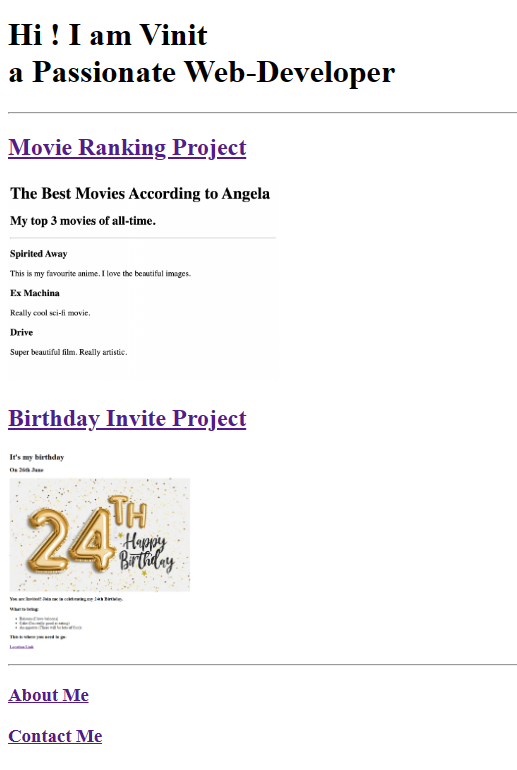 Hi ! I am Vinit
a Passionate Web-Developer
Movie Ranking Project
The Best Movies According to Angela
My top 3 movies of all-time.
Spirited Away
This is my favourite anime. I love the beautiful images.
Ex Machina
Really cool sci-fi movie.
Drive
Super beautiful film. Really artistic.
Birthday Invite Project
It's my birthday
On 26th June
24TH
Happy
Birthday
You are Invited! Join me in celebrating my 24th Birthday.
What to bring:
This is where you need to go:
Location Link
About Me
Contact Me